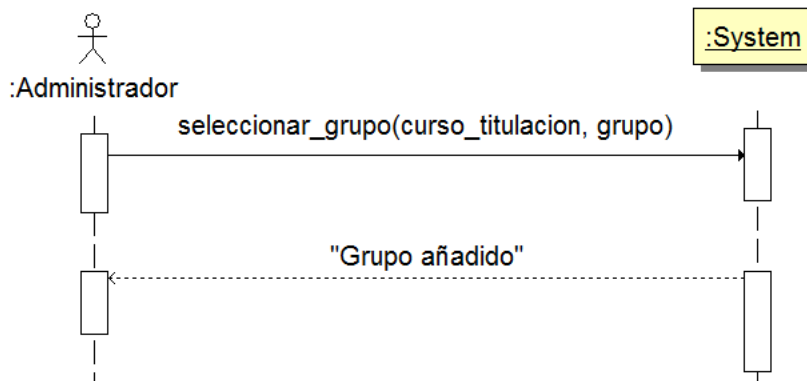 :System
:Administrador
seleccionar_grupo(curso_titulacion, grupo)
"Grupo añadido"